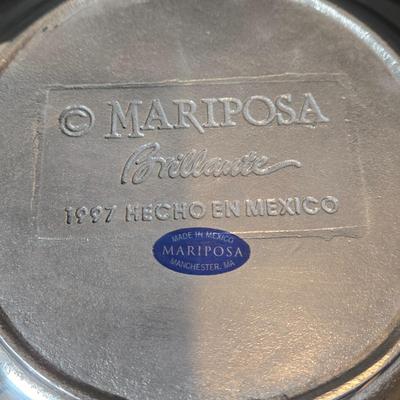 © MARIPOSA
Brillante
1997 HECHO EN MEXICO
MADE IN MEXICO
MARIPOSA
MANCHESTER, MA